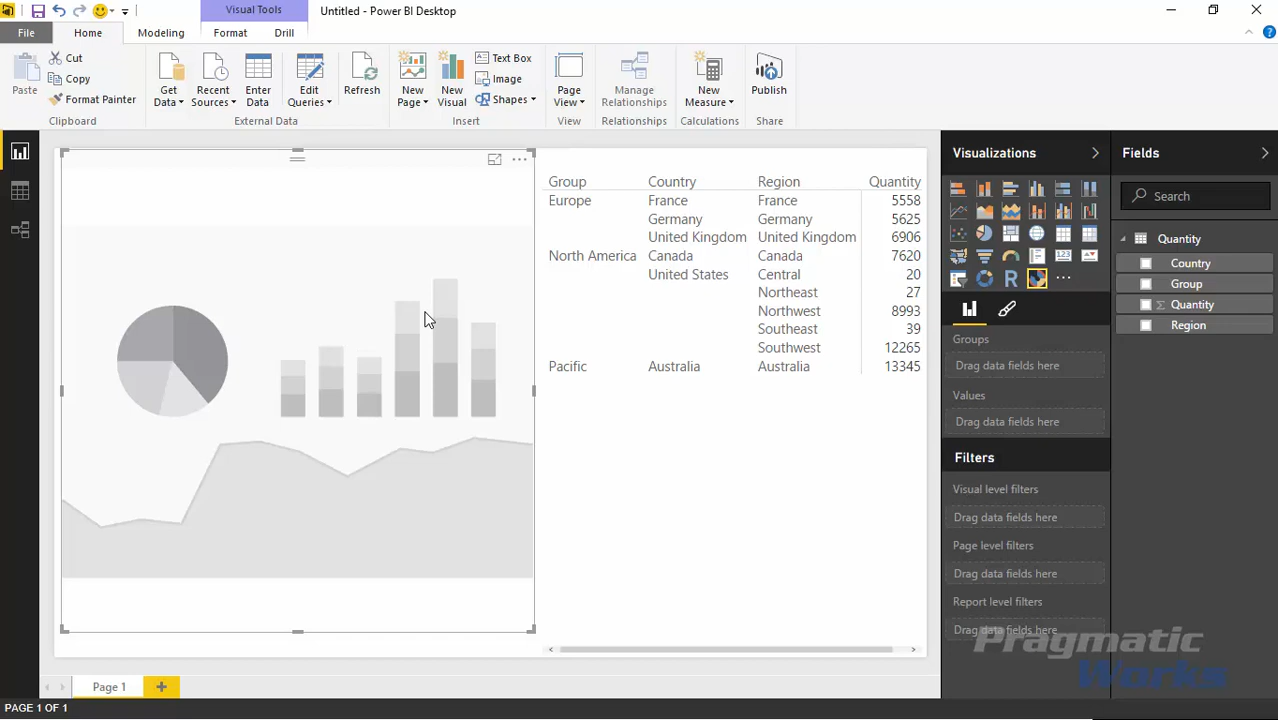 Visual Tools
Untitled - Power BI Desktop
File
Home
Modeling
Format
Drill
Paste
Cut
Copy
Format Painter
Clipboard
Get Data
Recent Sources
Enter Data
Edit Queries
Refresh
External Data
New Page
New Visual
Text Box
Image
Shapes
Insert
Page View
View
Manage Relationships
Relationships
New Measure
Calculations
Publish
Share
Group Country Region Quantity
Europe France France 5558
Germany Germany 5625
United Kingdom United Kingdom 6906
North America Canada Canada 7620
United States Central 20
Northeast 27
Northwest 8993
Southeast 39
Southwest 12265
Pacific Australia Australia 13345
Visualizations
R
123
Groups
Drag data fields here
Values
Drag data fields here
Filters
Visual level filters
Drag data fields here
Page level filters
Drag data fields here
Report level filters
Drag data fields here
Fields
Search
Quantity
Country
Group
Σ Quantity
Region
Pragmatic
Works
Page 1
PAGE 1 OF 1